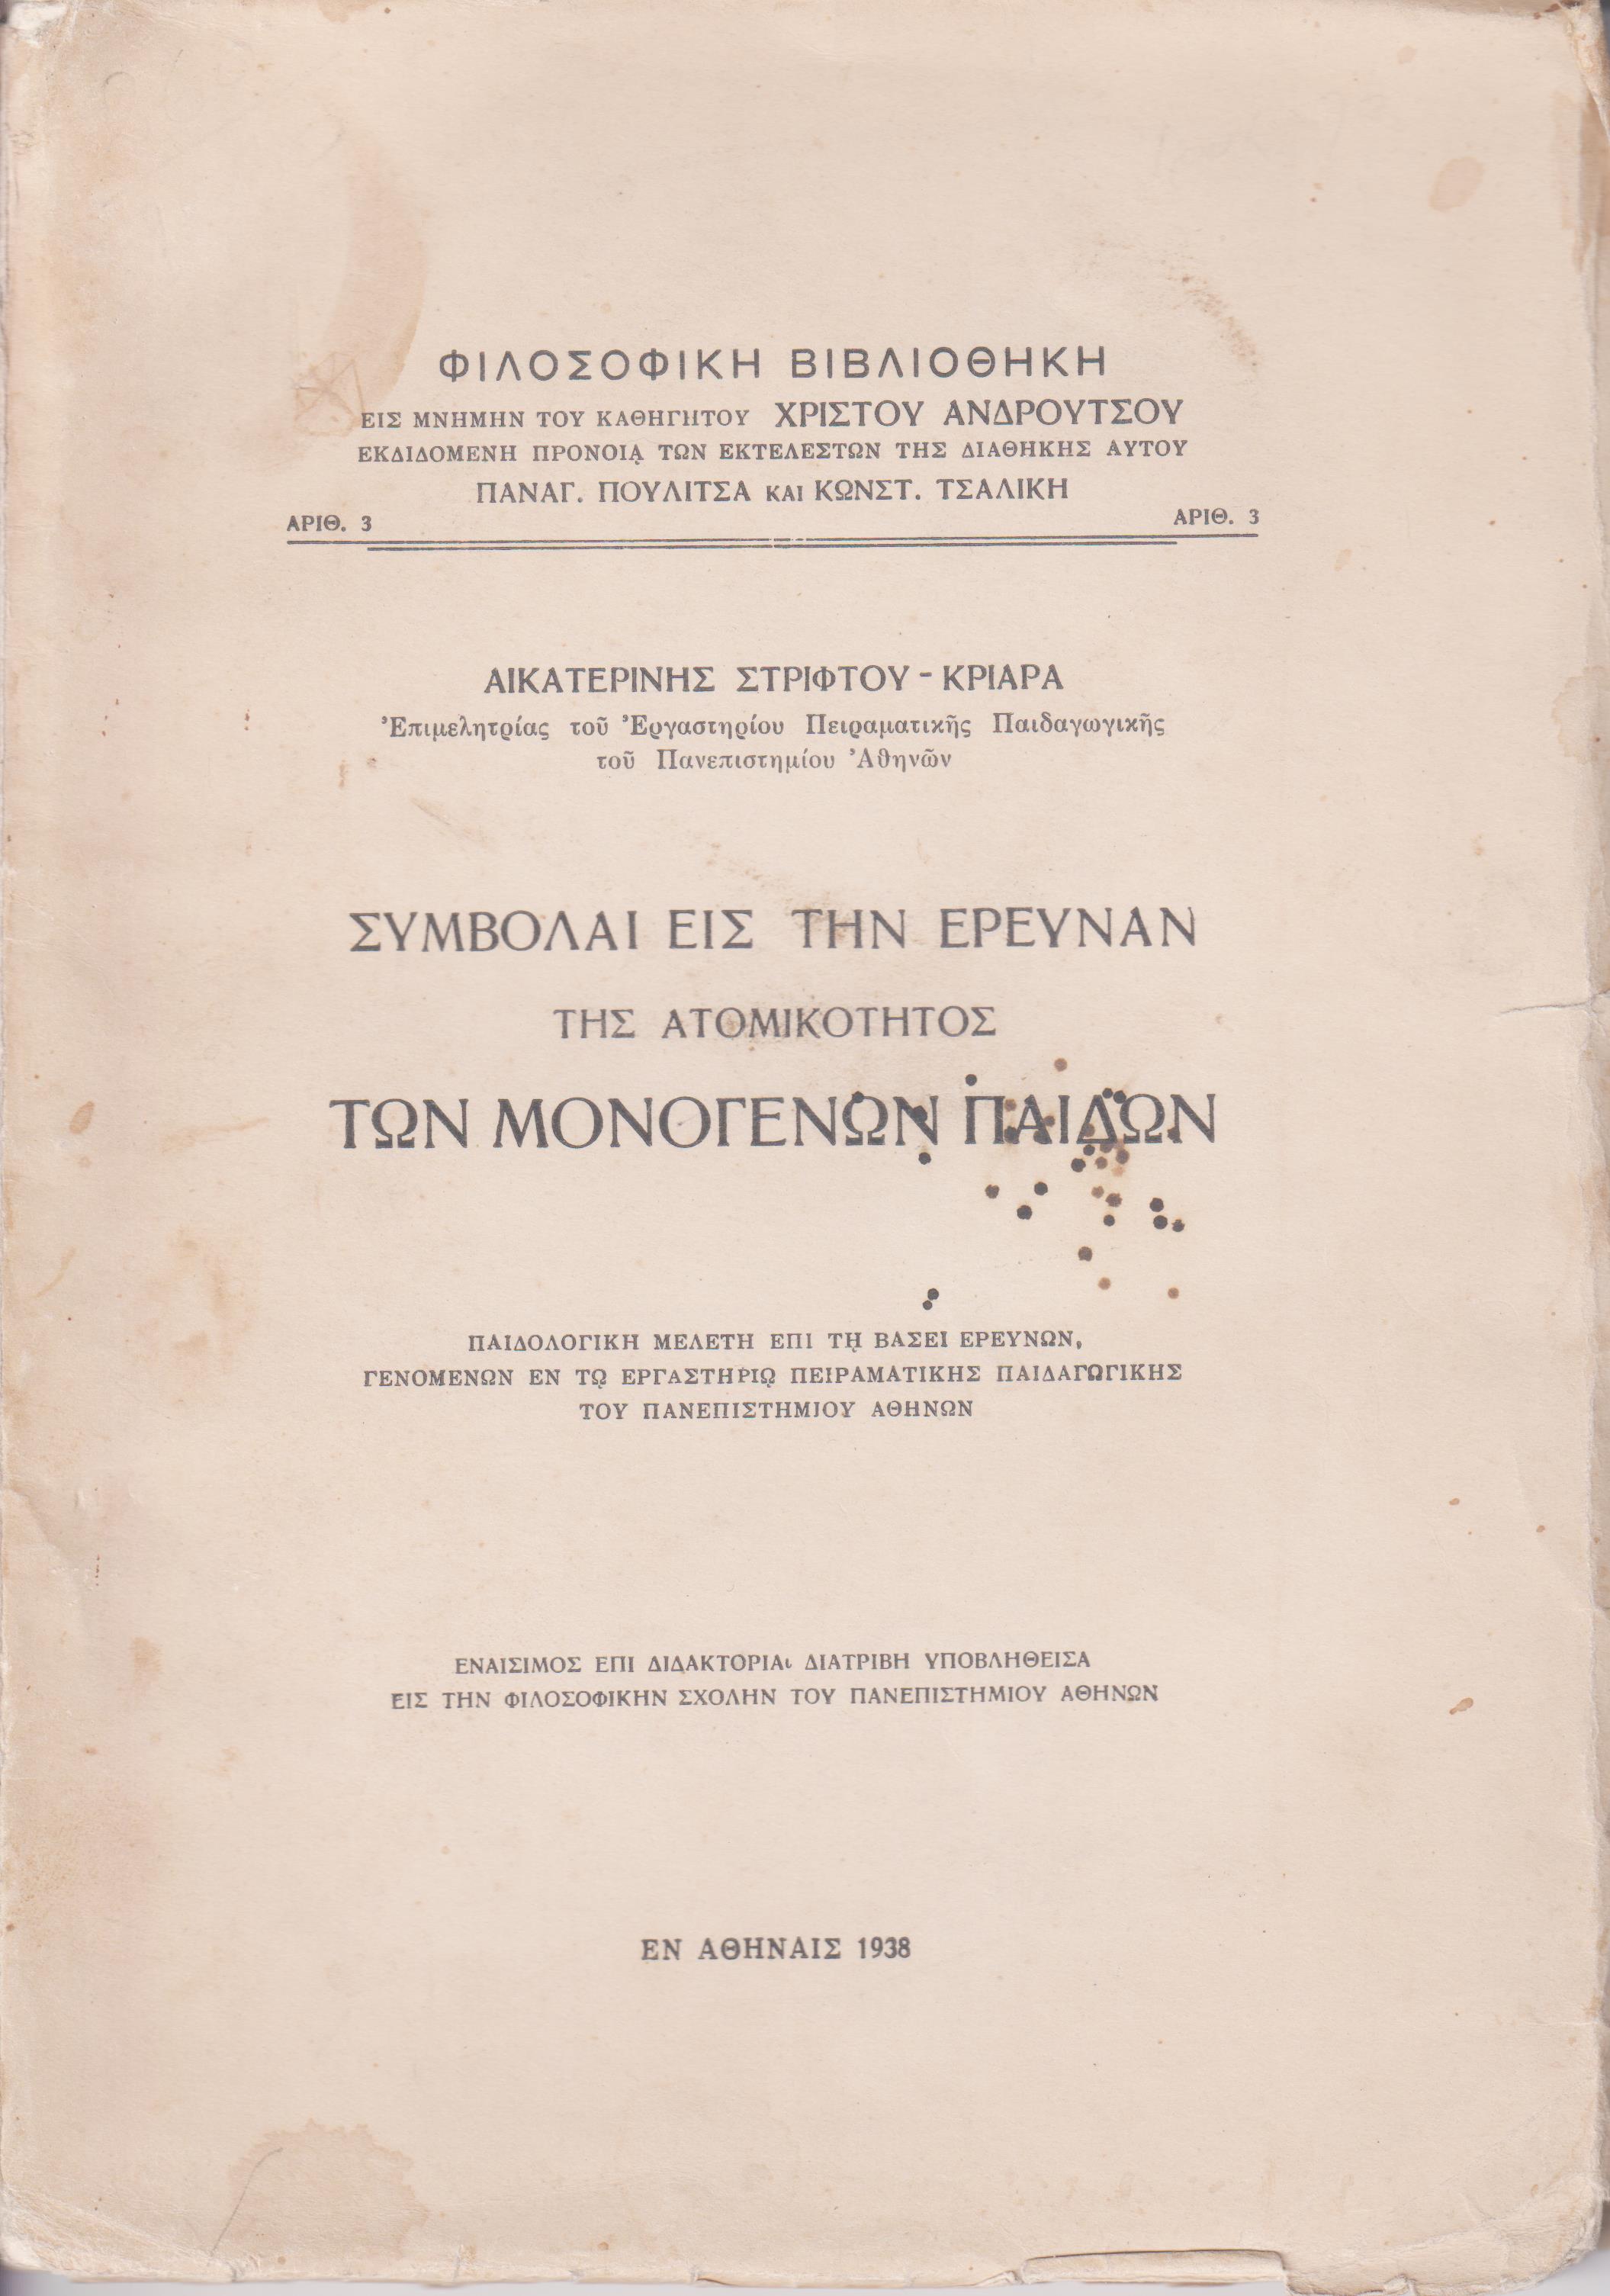 ΦΙΛΟΣΟΦΙΚΗ ΒΙΒΛΙΟΘΗΚΗ
ΕΙΣ ΜΝΗΜΗΝ ΤΟΥ ΚΑΘΗΓΗΤΟΥ ΧΡΙΣΤΟΥ ΑΝΔΡΟΥΤΣΟΥ
ΕΚΔΙΔΟΜΕΝΗ ΠΡΟΝΟΙᾼ ΤΩΝ ΕΚΤΕΛΕΣΤΩΝ ΤΗΣ ΔΙΑΘΗΚΗΣ ΑΥΤΟΥ
ΠΑΝΑΓ. ΠΟΥΛΙΤΣΑ ΚΑΙ ΚΩΝΣΤ. ΤΣΑΛΙΚΗ
ΑΡΙΘ. 3 ΑΡΙΘ. 3
ΑΙΚΑΤΕΡΙΝΗΣ ΣΤΡΙΦΤΟΥ - ΚΡΙΑΡΑ
Ἐπιμελητρίας τοῦ Ἐργαστηρίου Πειραματικῆς Παιδαγωγικῆς
τοῦ Πανεπιστημίου Ἀθηνῶν
ΣΥΜΒΟΛΑΙ ΕΙΣ ΤΗΝ ΕΡΕΥΝΑΝ
ΤΗΣ ΑΤΟΜΙΚΟΤΗΤΟΣ
ΤΩΝ ΜΟΝΟΓΕΝΩΝ ΠΑΙΔΩΝ
ΠΑΙΔΟΛΟΓΙΚΗ ΜΕΛΕΤΗ ΕΠΙ Τῌ ΒΑΣΕΙ ΕΡΕΥΝΩΝ,
ΓΕΝΟΜΕΝΩΝ ΕΝ Τῼ ΕΡΓΑΣΤΗΡΙῼ ΠΕΙΡΑΜΑΤΙΚΗΣ ΠΑΙΔΑΓΩΓΙΚΗΣ
ΤΟΥ ΠΑΝΕΠΙΣΤΗΜΙΟΥ ΑΘΗΝΩΝ
ΕΝΑΙΣΙΜΟΣ ΕΠΙ ΔΙΔΑΚΤΟΡΙΑι ΔΙΑΤΡΙΒΗ ΥΠΟΒΛΗΘΕΙΣΑ
ΕΙΣ ΤΗΝ ΦΙΛΟΣΟΦΙΚΗΝ ΣΧΟΛΗΝ ΤΟΥ ΠΑΝΕΠΙΣΤΗΜΙΟΥ ΑΘΗΝΩΝ
ΕΝ ΑΘΗΝΑΙΣ 1938